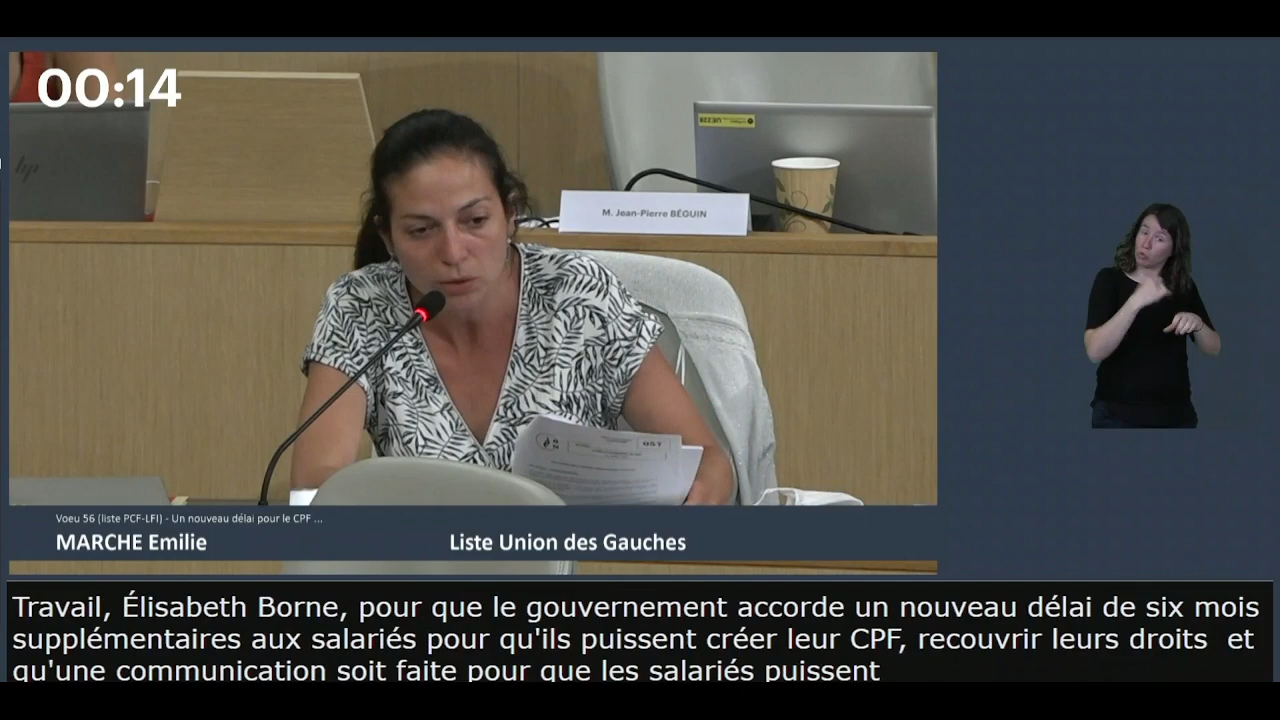 00:14
hp
M. Jean-Pierre BÉGUIN
057
Voeu 56 (liste PCF-LFI) - Un nouveau délai pour le CPF ...
MARCHE Emilie
Liste Union des Gauches
Travail, Élisabeth Borne, pour que le gouvernement accorde un nouveau délai de six mois
supplémentaires aux salariés pour qu'ils puissent créer leur CPF, recouvrir leurs droits  et
qu'une communication soit faite pour que les salariés puissent